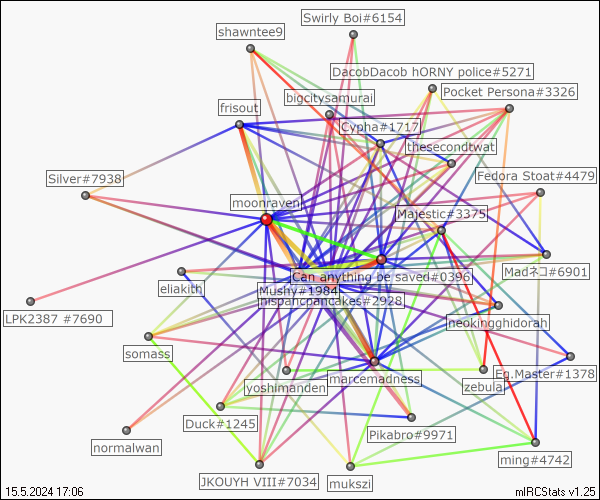 Swirly Boi#6154
shawntee9
DacobDacob hORNY police#5271
Pocket Persona#3326
bigcitysamurai
frisout
Cypha#1717
thesecondtwat
Silver#7938
Fedora Stoat#4479
moonraven
Majestic#3375
Can anything be saved#0396
Madネコ#6901
eliakith
Mushy#1984
hispanicpancakes#2928
LPK2387 #7690
neokingghidorah
somass
yoshimanden
marcemadness
Eg.Master#1378
zebula
Duck#1245
Pikabro#9971
normalwan
ming#4742
JKOUYH VIII#7034
mukszi
15.5.2024 17:06
mIRCStats v1.25